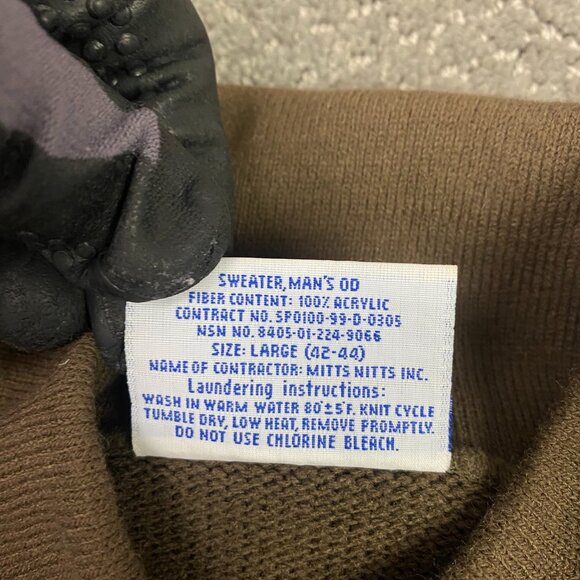 SWEATER, MAN'S OD
FIBER CONTENT: 100% ACRYLIC
CONTRACT NO. SP0100-99-D-0305
NSN NO. 8405-01-224-9066
SIZE: LARGE (42-44)
NAME OF CONTRACTOR: MITTS NITTS INC.
Laundering instructions:
WASH IN WARM WATER 80°±5°F. KNIT CYCLE
TUMBLE DRY, LOW HEAT, REMOVE PROMPTLY.
DO NOT USE CHLORINE BLEACH.